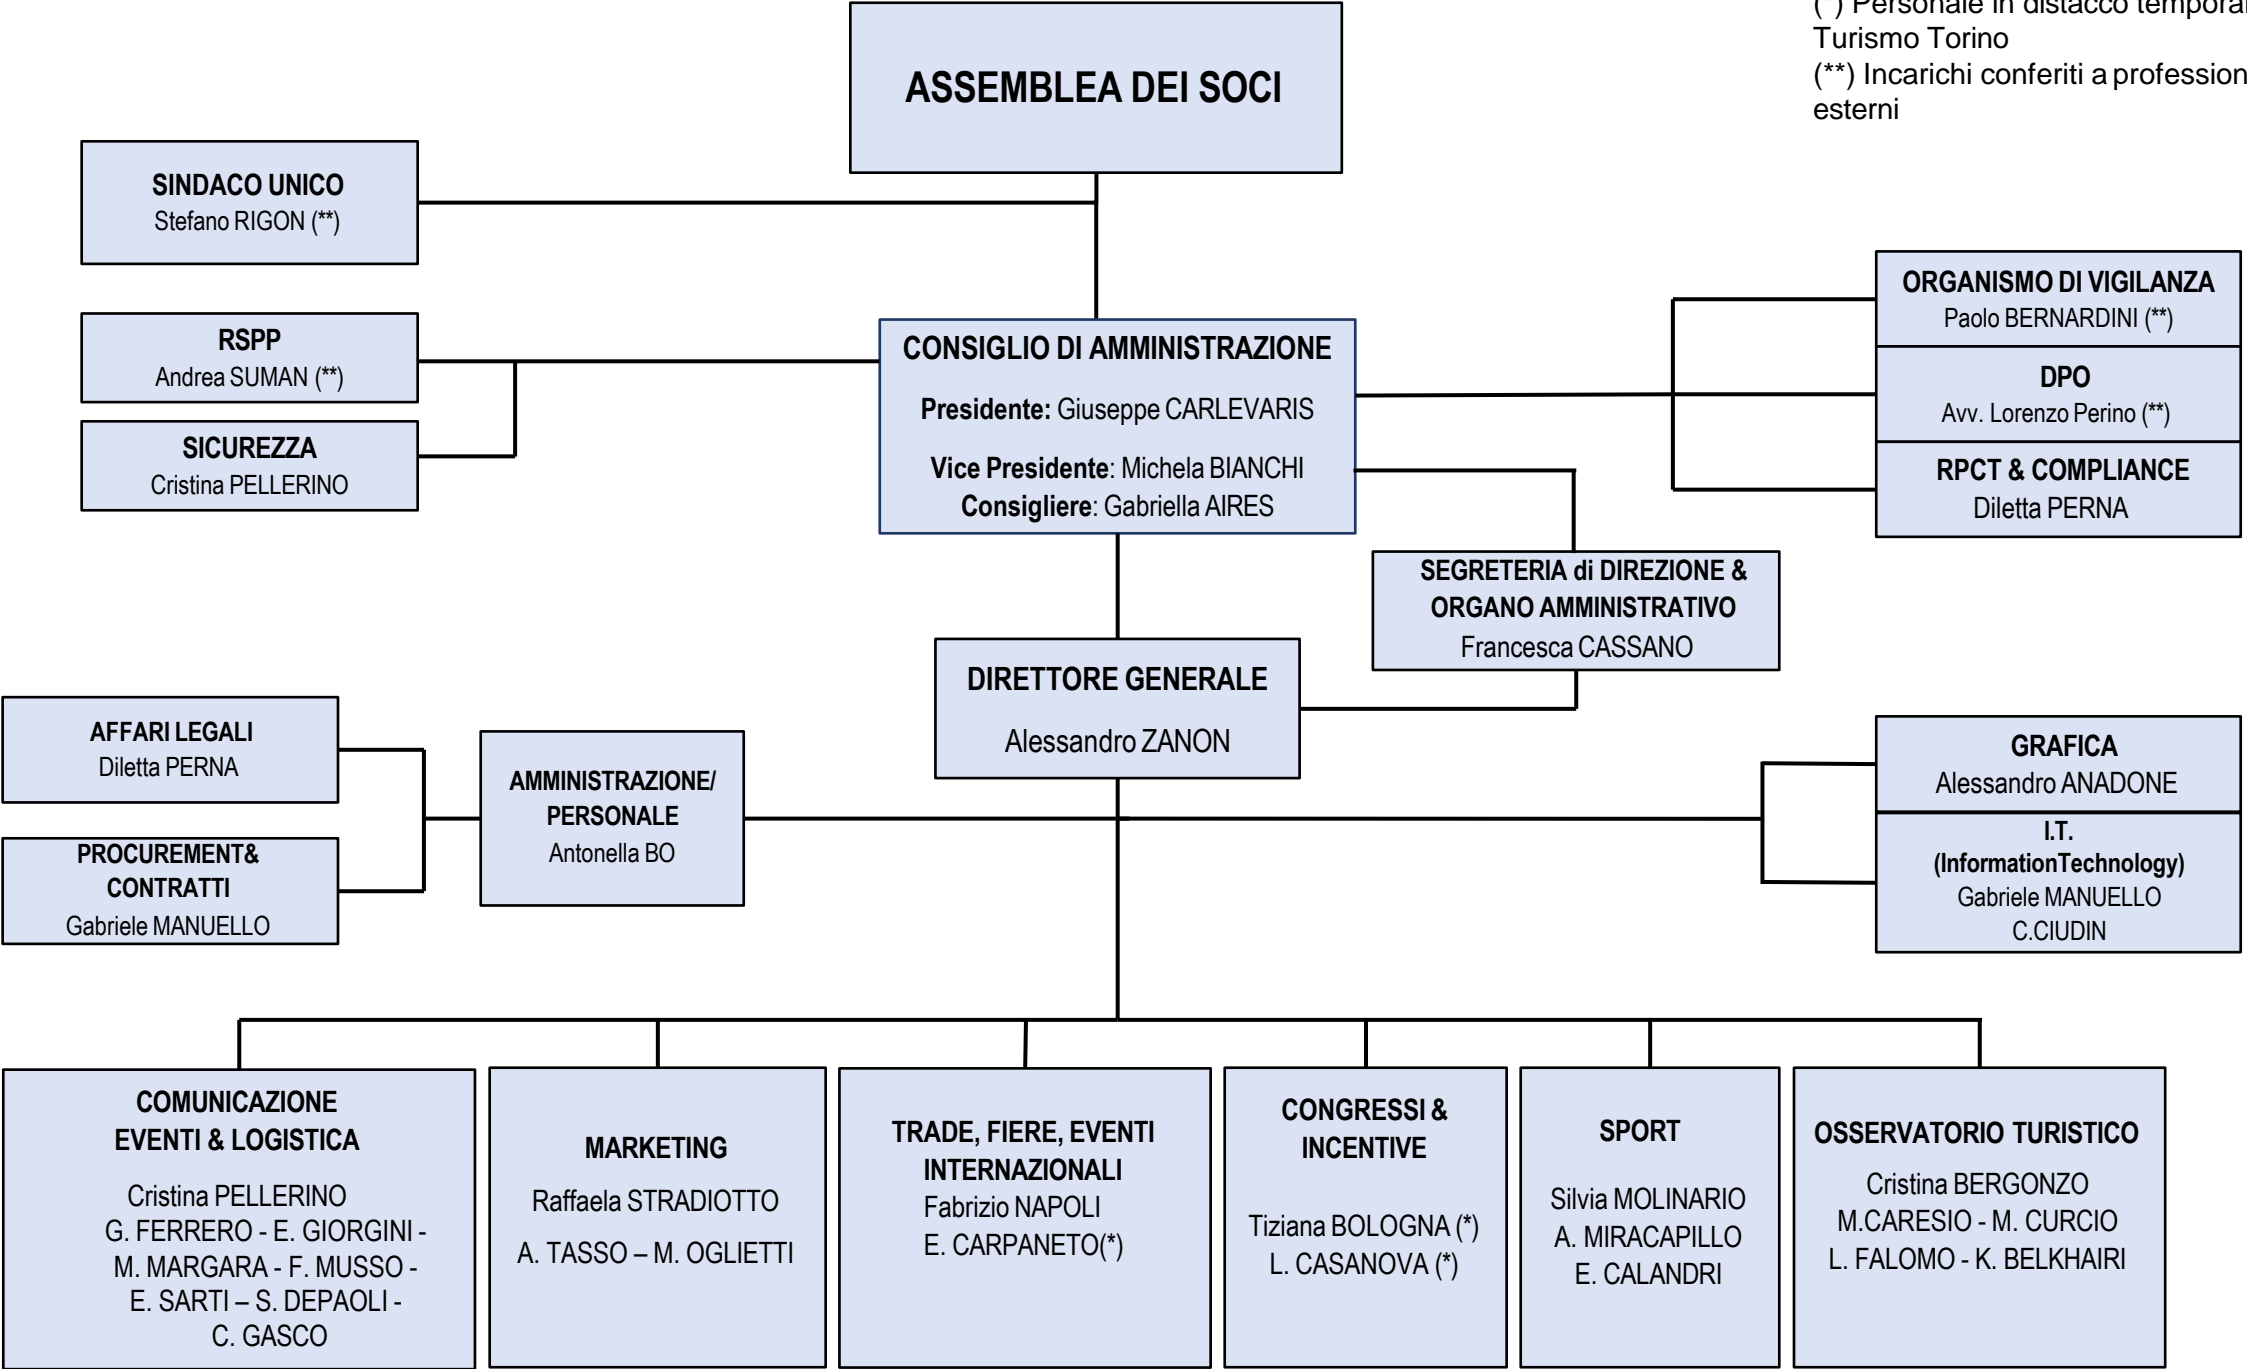 (*) Personale in distacco
Turismo Torino
(**) Incarichi conferiti a
esterni
ASSEMBLEA DEI SOCI
SINDACO UNICO
Stefano RIGON (**)
RSPP
Andrea SUMAN (**)
SICUREZZA
Cristina PELLERINO
CONSIGLIO DI AMMINISTRAZIONE
Presidente: Giuseppe CARLEVARIS
Vice Presidente: Michela BIANCHI
Consigliere: Gabriella AIRES
ORGANISMO DI VIGILANZA
Paolo BERNARDINI (**)
DPO
Avv. Lorenzo Perino (**)
RPCT & COMPLIANCE
Diletta PERNA
SEGRETERIA di DIREZIONE &
ORGANO AMMINISTRATIVO
Francesca CASSANO
DIRETTORE GENERALE
Alessandro ZANON
AFFARI LEGALI
Diletta PERNA
PROCUREMENT&
CONTRATTI
Gabriele MANUELLO
AMMINISTRAZIONE/
PERSONALE
Antonella BO
GRAFICA
Alessandro ANADONE
I.T.
(InformationTechnology)
Gabriele MANUELLO
C.CIUDIN
COMUNICAZIONE
EVENTI & LOGISTICA
Cristina PELLERINO
G. FERRERO - E. GIORGINI -
M. MARGARA - F. MUSSO -
E. SARTI – S. DEPAOLI -
C. GASCO
MARKETING
Raffaela STRADIOTTO
A. TASSO – M. OGLIETTI
TRADE, FIERE, EVENTI
INTERNAZIONALI
Fabrizio NAPOLI
E. CARPANETO(*)
CONGRESSI &
INCENTIVE
Tiziana BOLOGNA (*)
L. CASANOVA (*)
SPORT
Silvia MOLINARIO
A. MIRACAPILLO
E. CALANDRI
OSSERVATORIO TURISTICO
Cristina BERGONZO
M.CARESIO - M. CURCIO
L. FALOMO - K. BELKHAIRI